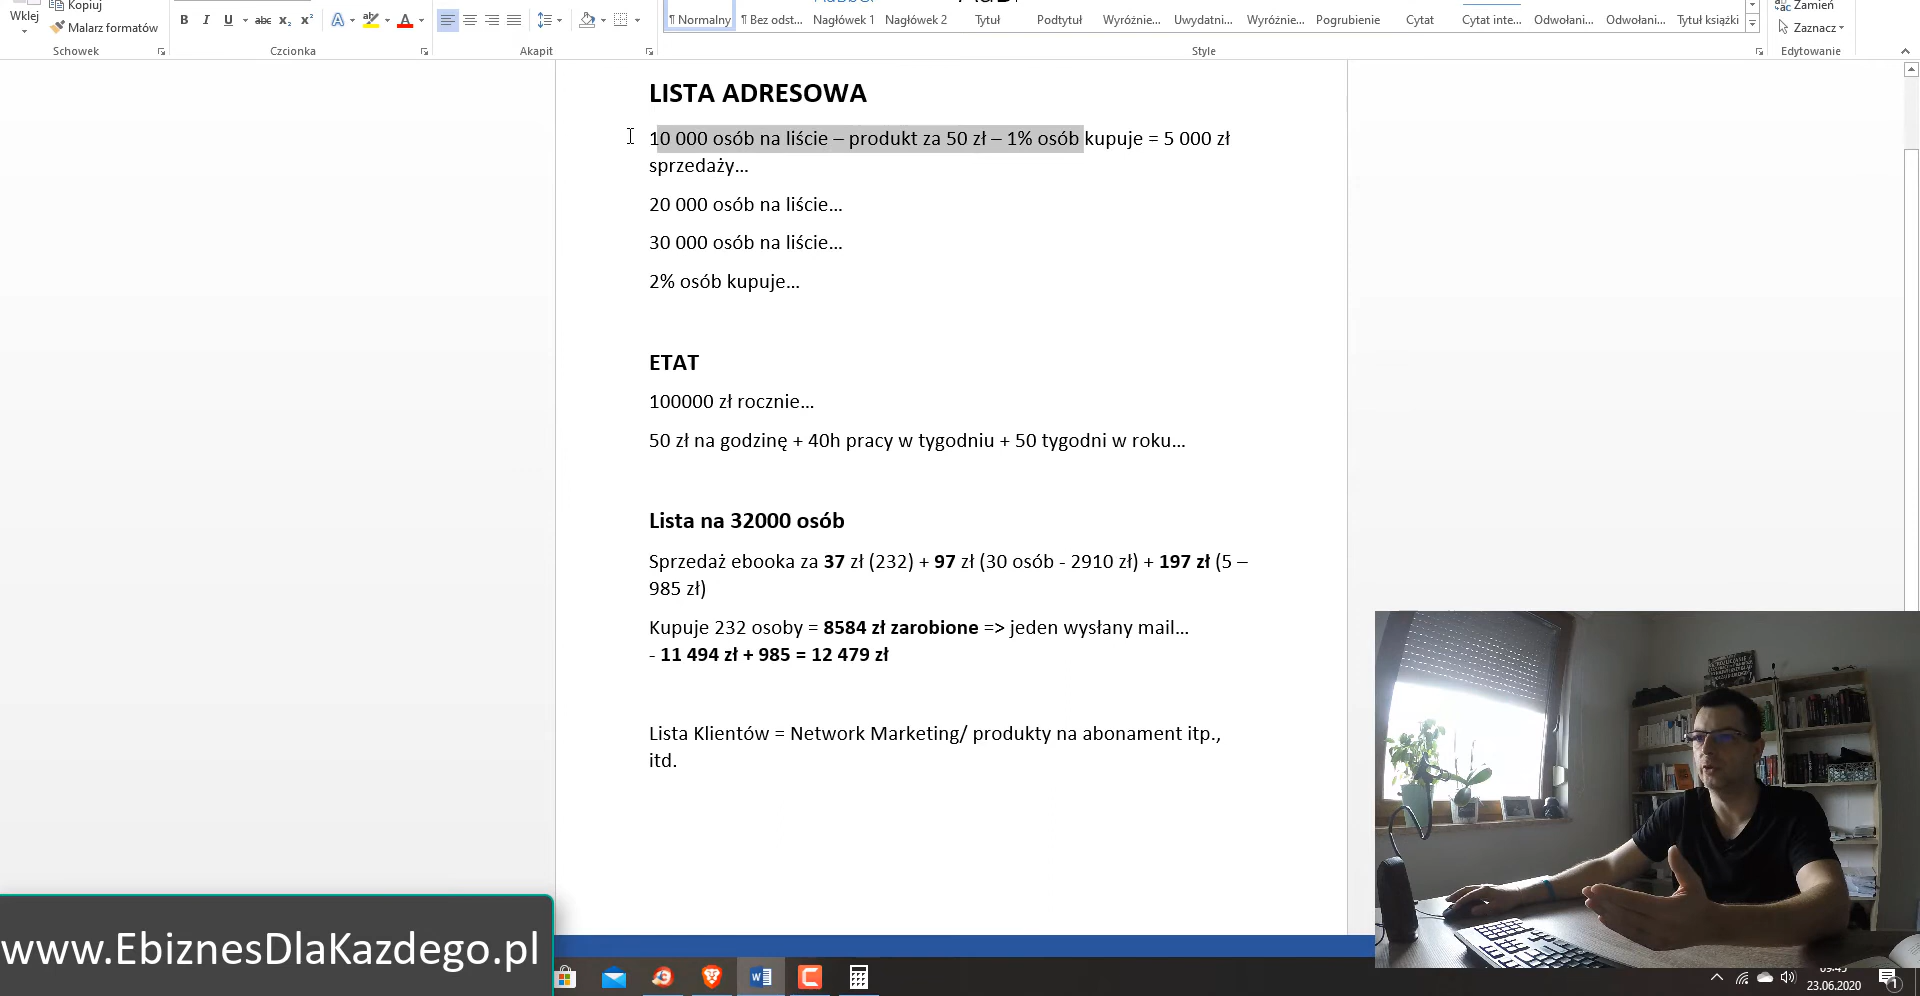 Wklej
Kopiuj
Malarz formatów
Schowek
B I U abc x₂ x² A ab A
Czcionka
Akapit
¶ Normalny ¶ Bez odst... Nagłówek 1 Nagłówek 2 Tytuł Podtytuł Wyróżnie... Uwydatni... Wyróżnie... Pogrubienie Cytat Cytat inte... Odwołani... Odwołani... Tytuł książki
Style
Zamień
Zaznacz
Edytowanie
LISTA ADRESOWA
10 000 osób na liście – produkt za 50 zł – 1% osób kupuje = 5 000 zł
sprzedaży...
20 000 osób na liście...
30 000 osób na liście...
2% osób kupuje...
ETAT
100000 zł rocznie...
50 zł na godzinę + 40h pracy w tygodniu + 50 tygodni w roku...
Lista na 32000 osób
Sprzedaż ebooka za 37 zł (232) + 97 zł (30 osób - 2910 zł) + 197 zł (5 –
985 zł)
Kupuje 232 osoby = 8584 zł zarobione => jeden wysłany mail...
- 11 494 zł + 985 = 12 479 zł
Lista Klientów = Network Marketing/ produkty na abonament itp.,
itd.
www.EbiznesDlaKazdego.pl
23.06.2020
1